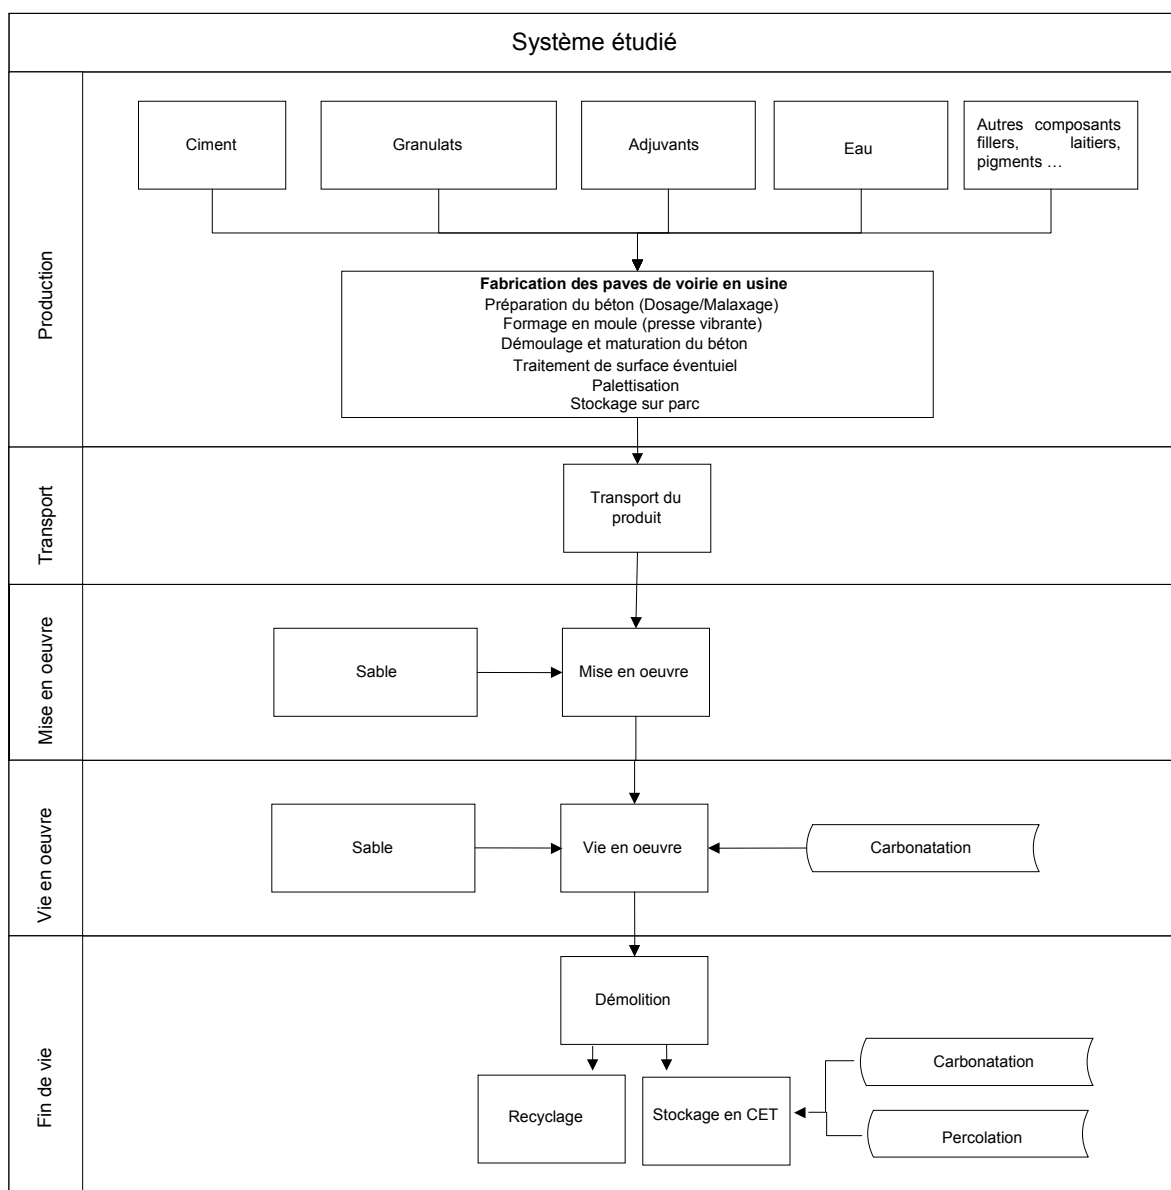 Système étudié
Production
Ciment
Granulats
Adjuvants
Eau
Autres composants
fillers, laitiers,
pigments ...
Fabrication des paves de voirie en usine
Préparation du béton (Dosage/Malaxage)
Formage en moule (presse vibrante)
Démoulage et maturation du béton
Traitement de surface éventuiel
Palettisation
Stockage sur parc
Transport
Transport du
produit
Mise en oeuvre
Sable
Mise en oeuvre
Vie en oeuvre
Sable
Vie en oeuvre
Carbonatation
Fin de vie
Démolition
Recyclage
Stockage en CET
Carbonatation
Percolation